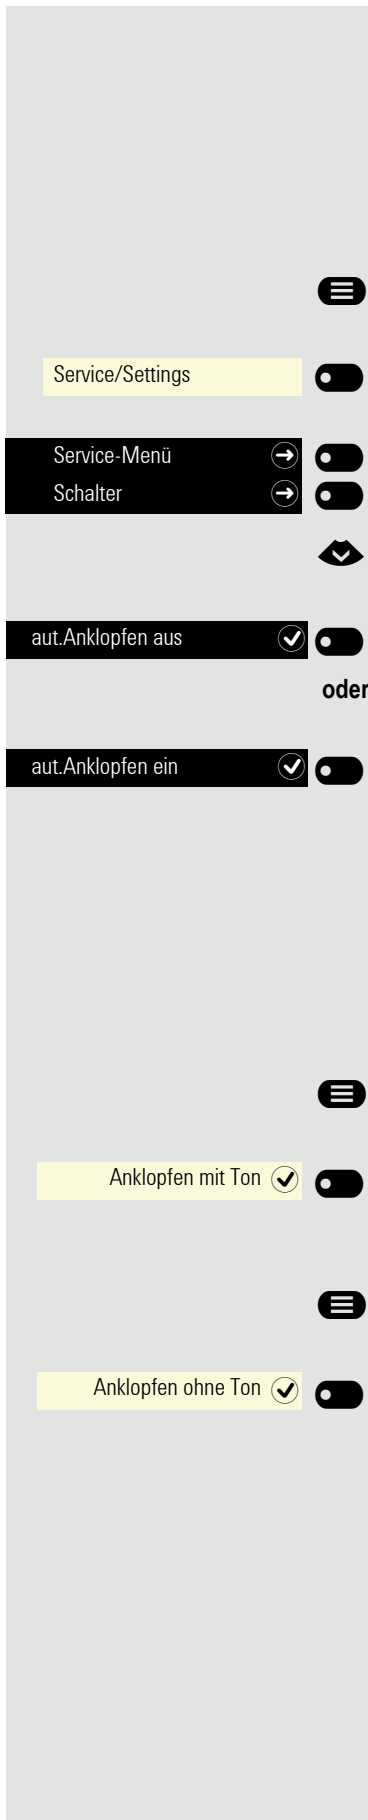 Service/Settings
Service-Menü
Schalter
aut.Anklopfen aus
oder
aut.Anklopfen ein
Anklopfen mit Ton
Anklopfen ohne Ton